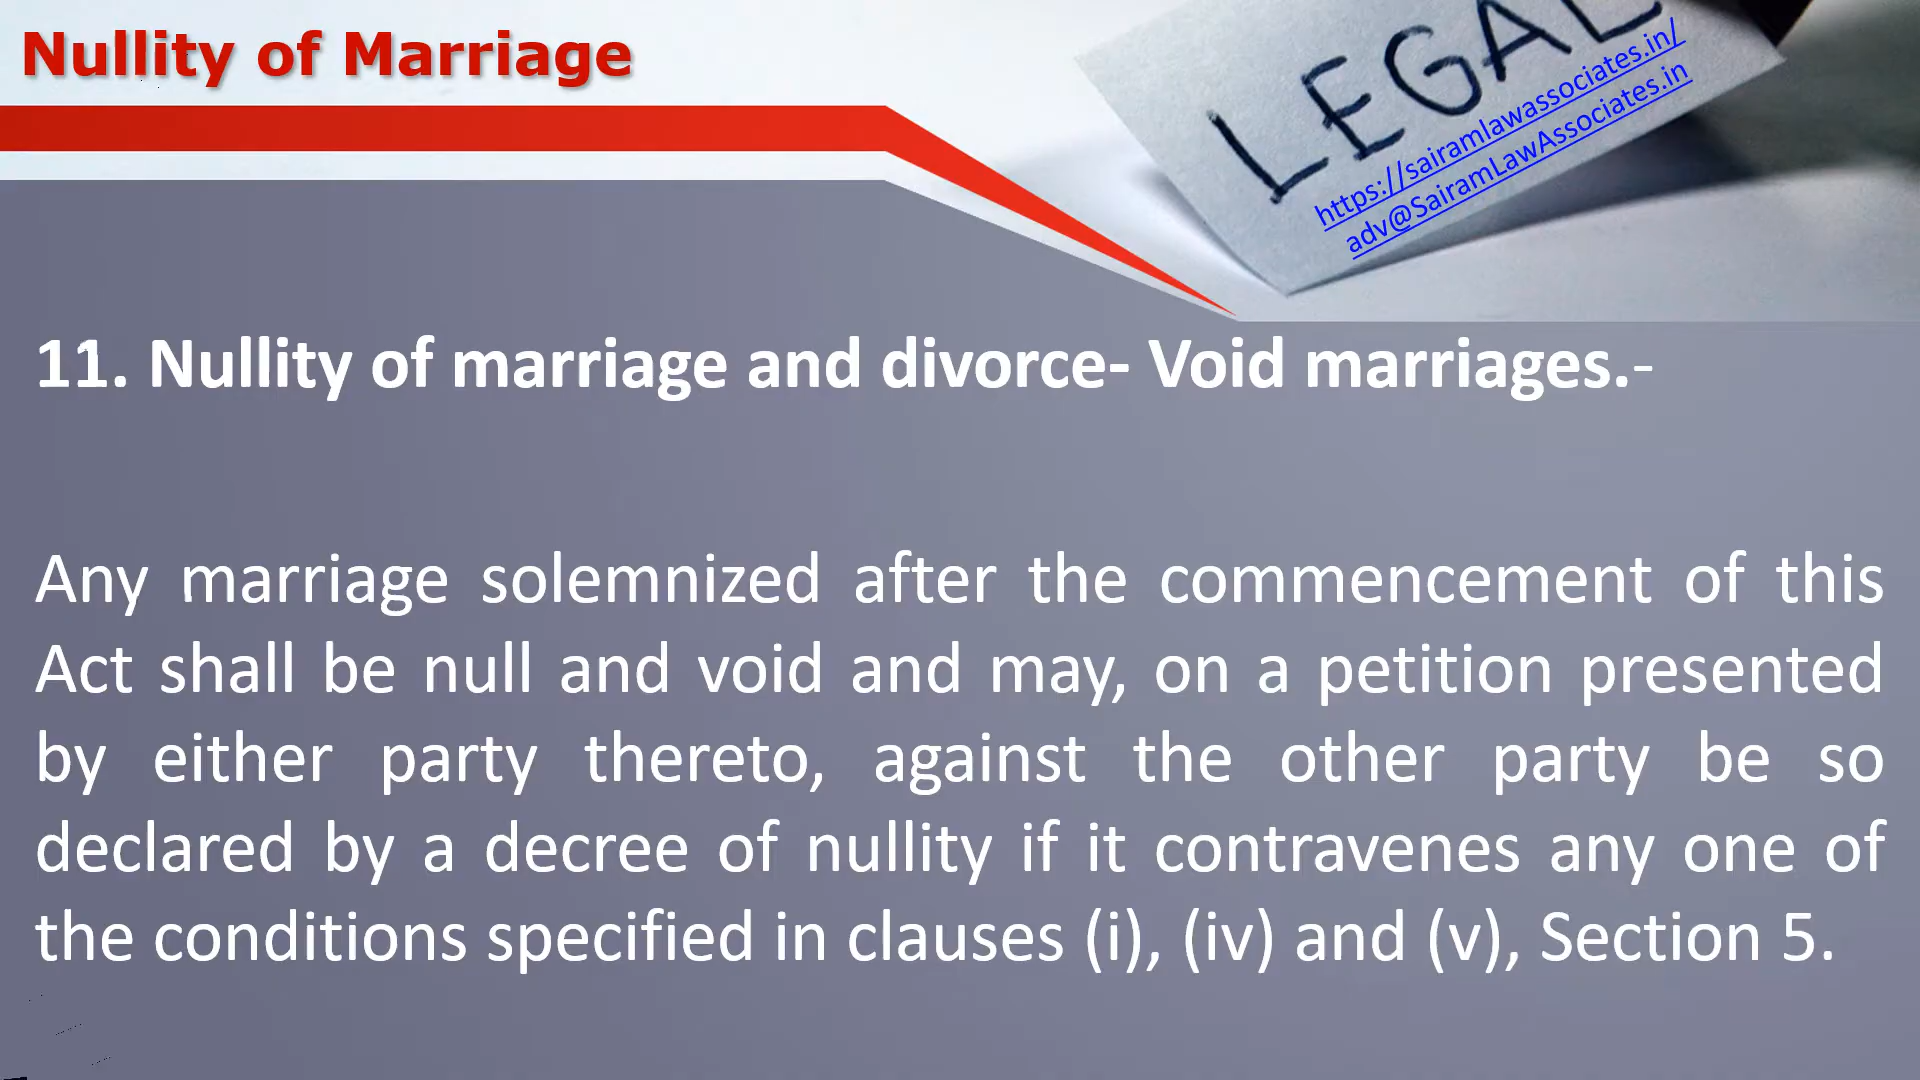 Nullity of Marriage
LEGAL
https://sairamlawassociates.in/
adv@SairamLawAssociates.in
11. Nullity of marriage and divorce- Void marriages.-
Any marriage solemnized after the commencement of this
Act shall be null and void and may, on a petition presented
by either party thereto, against the other party be so
declared by a decree of nullity if it contravenes any one of
the conditions specified in clauses (i), (iv) and (v), Section 5.